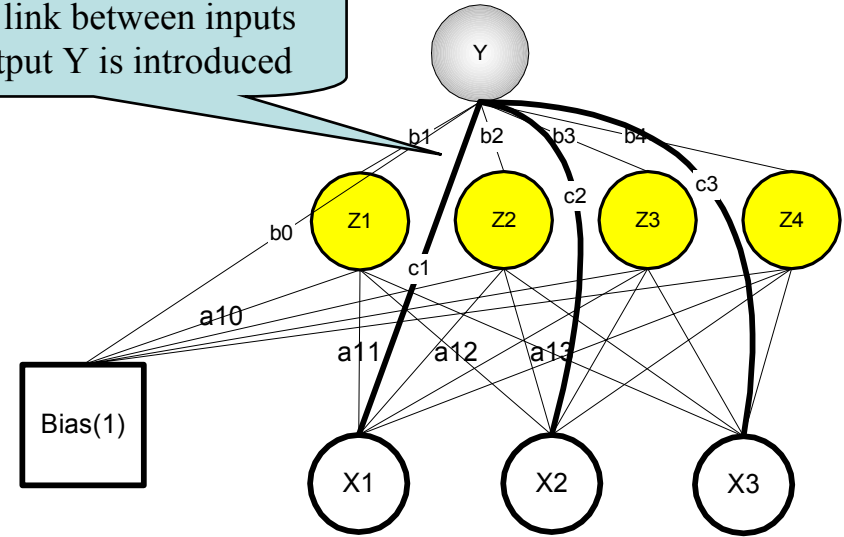 link between inputs
tput Y is introduced
Y
b1 b2 b3 b4
c2 c3
Z1 Z2 Z3 Z4
b0
c1
a10
a11 a12 a13
Bias(1)
X1 X2 X3